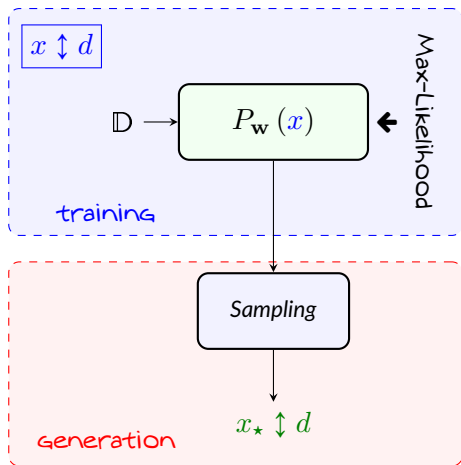 x ↕ d
Max-Likelihood
𝔻
P_w (x)
training
Sampling
x⋆ ↕ d
Generation